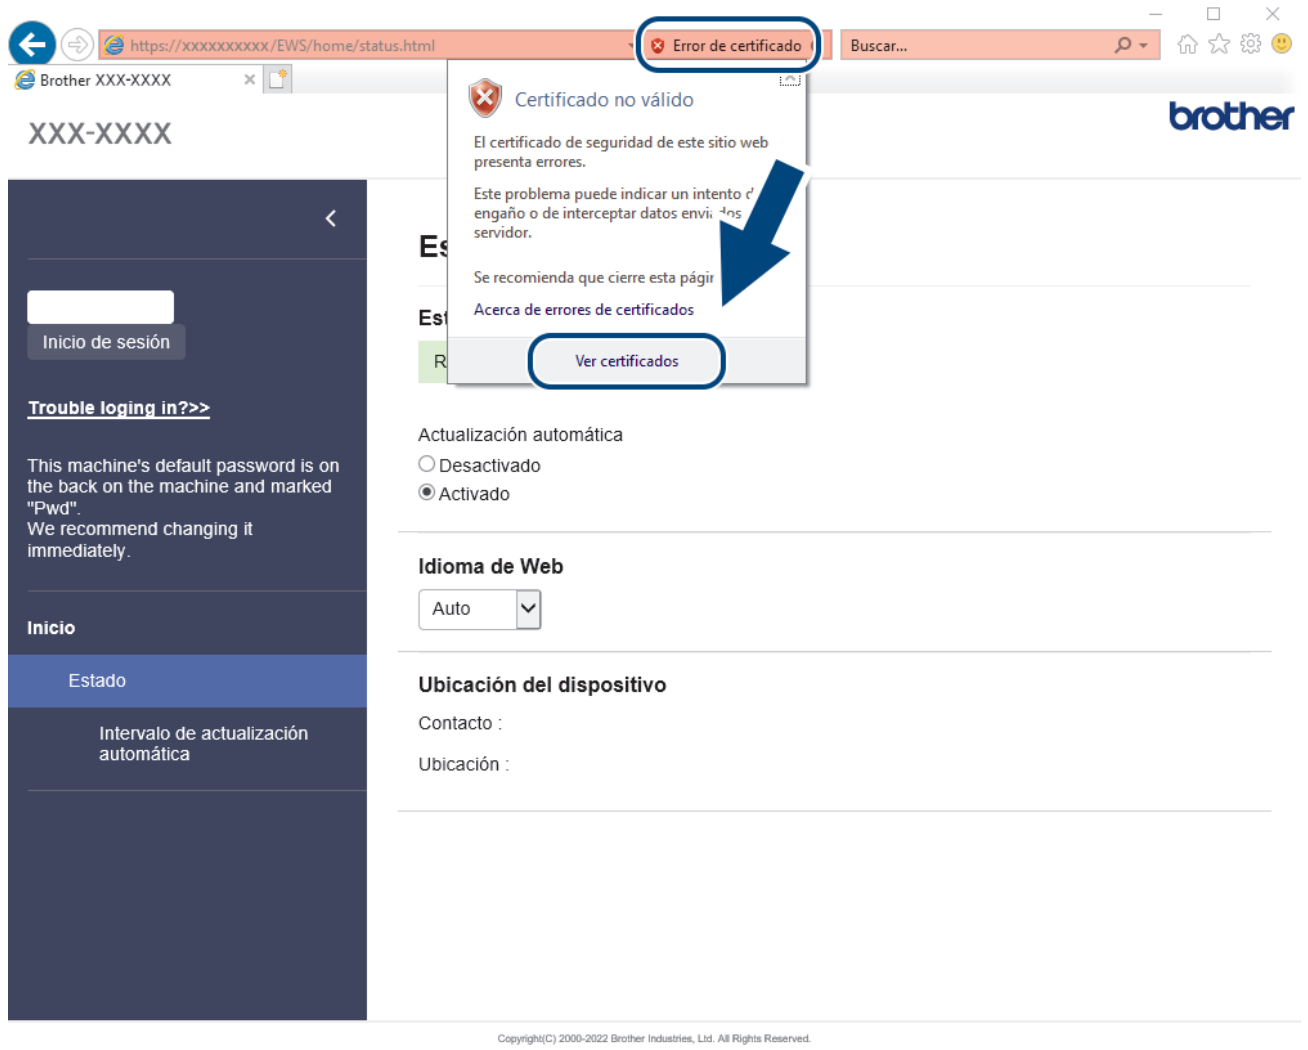 https://xxxxxxxxxx/EWS/home/status.html
Error de certificado
Buscar...
Brother XXX-XXXX
XXX-XXXX
brother
Certificado no válido
El certificado de seguridad de este sitio web
presenta errores.
Este problema puede indicar un intento
engaño o de interceptar datos enviados
servidor.
Se recomienda que cierre esta
Acerca de errores de certificados
Ver certificados
Inicio de sesión
Trouble loging in?>>
This machine's default password is on
the back on the machine and marked
"Pwd".
We recommend changing it
immediately.
Inicio
Estado
Intervalo de actualización
automática
Es
Est
R
Actualización automática
Desactivado
Activado
Idioma de Web
Auto
Ubicación del dispositivo
Contacto :
Ubicación :
Copyright(C) 2000-2022 Brother Industries, Ltd. All Rights Reserved.